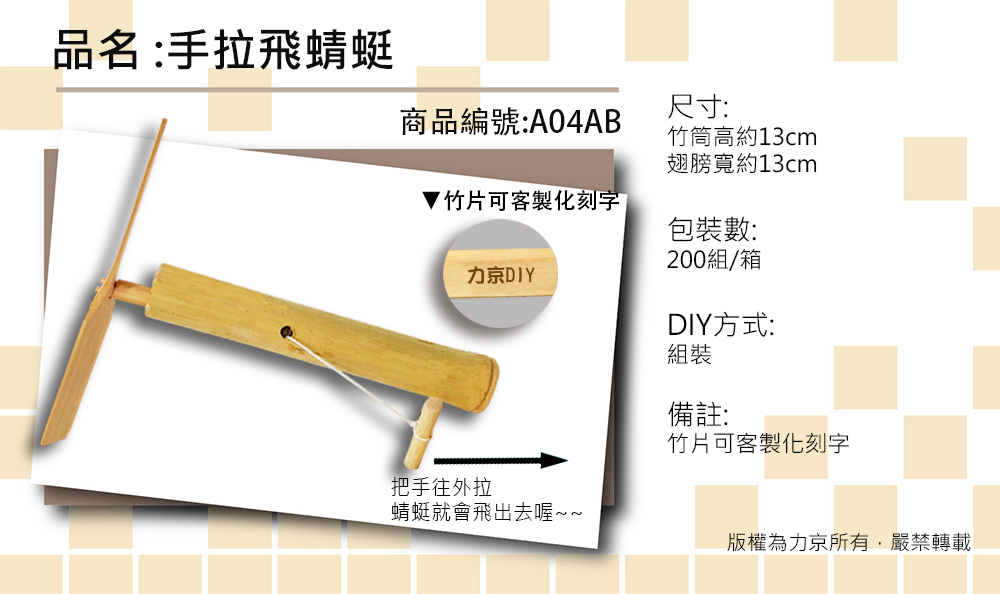 品名 :手拉飛蜻蜓
商品編號:A04AB
▼竹片可客製化刻字
力京DIY
把手往外拉
蜻蜓就會飛出去喔~~
尺寸:
竹筒高約13cm
翅膀寬約13cm
包裝數:
200組/箱
DIY方式:
組裝
備註:
竹片可客製化刻字
版權為力京所有，嚴禁轉載